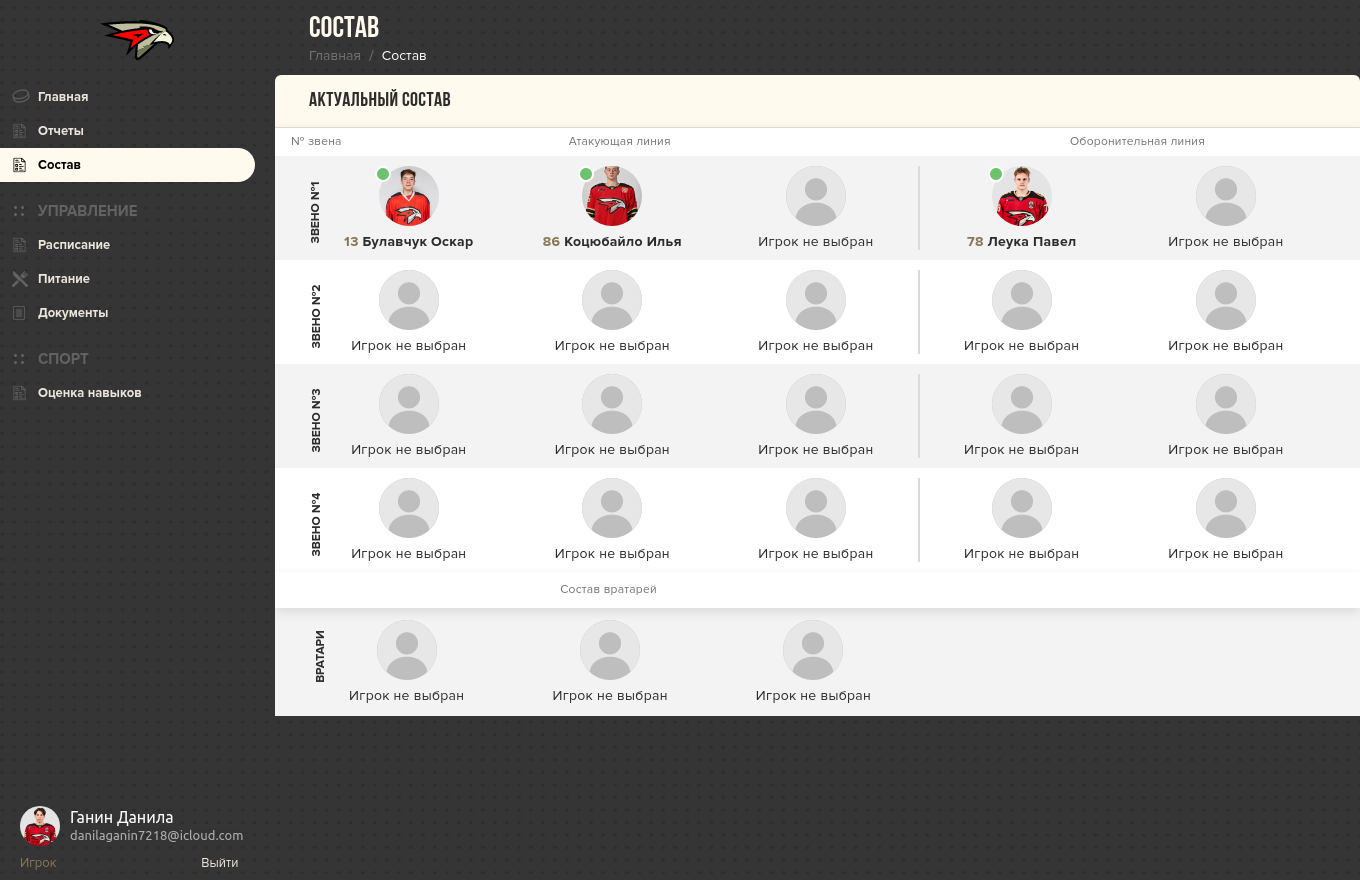 СОСТАВ
Главная / Состав
Главная
Отчеты
Состав
:: УПРАВЛЕНИЕ
Расписание
Питание
Документы
:: СПОРТ
Оценка навыков
АКТУАЛЬНЫЙ СОСТАВ
№ звена Атакующая линия Оборонительная линия
ЗВЕНО №1
13 Булавчук Оскар 86 Коцюбайло Илья Игрок не выбран 78 Леука Павел Игрок не выбран
ЗВЕНО №2
Игрок не выбран Игрок не выбран Игрок не выбран Игрок не выбран Игрок не выбран
ЗВЕНО №3
Игрок не выбран Игрок не выбран Игрок не выбран Игрок не выбран Игрок не выбран
ЗВЕНО №4
Игрок не выбран Игрок не выбран Игрок не выбран Игрок не выбран Игрок не выбран
Состав вратарей
ВРАТАРИ
Игрок не выбран Игрок не выбран Игрок не выбран
Ганин Данила
danilaganin7218@icloud.com
Игрок Выйти